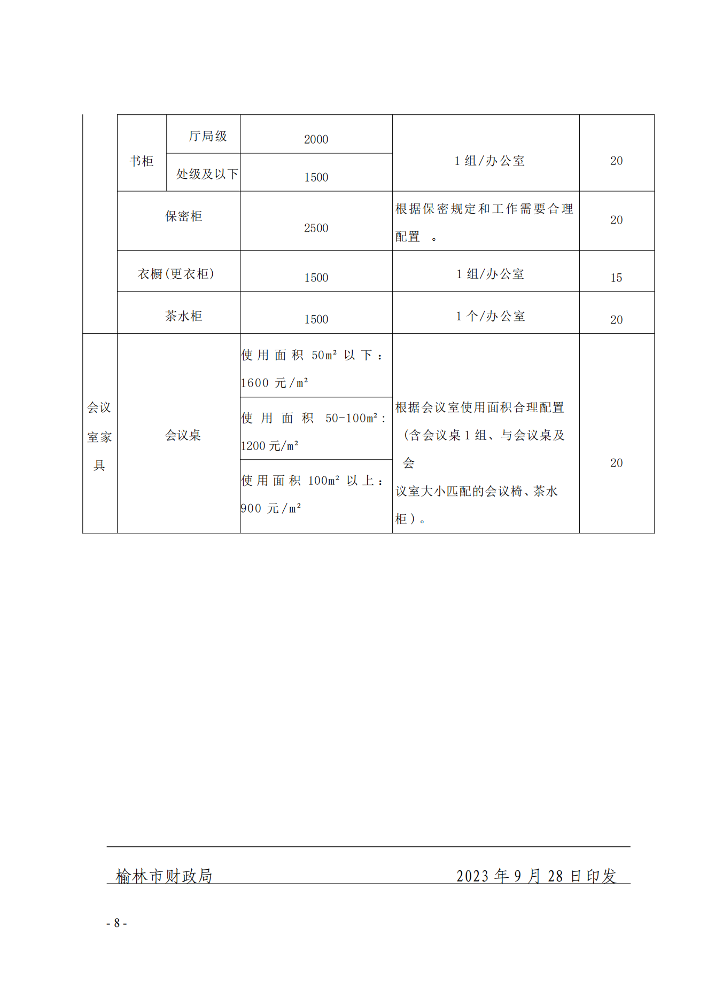 书柜
厅局级
2000
1 组/办公室
20
处级及以下
1500
保密柜
2500
根据保密规定和工作需要合理
配置 。
20
衣橱(更衣柜)
1500
1 组/办公室
15
茶水柜
1500
1 个/办公室
20
会议
室家
具
会议桌
使用面积 50m² 以下：
1600 元/m²
使用面积 50-100m²:
1200 元/m²
使用面积 100m² 以上：
900 元/m²
根据会议室使用面积合理配置
(含会议桌 1 组、与会议桌及
会
议室大小匹配的会议椅、茶水
柜)。
20
榆林市财政局 2023 年 9 月 28 日印发
- 8 -